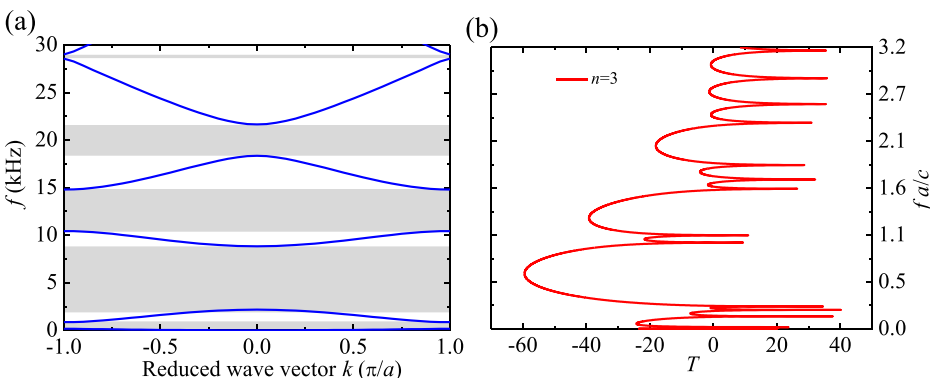 (a)
30
25
20
15
10
5
0
f (kHz)
-1.0 -0.5 0.0 0.5 1.0
Reduced wave vector k (π/a)
(b)
n=3
3.2
2.7
2.1
1.6
1.1
0.5
0.0
f a/c
-60 -40 -20 0 20 40
T